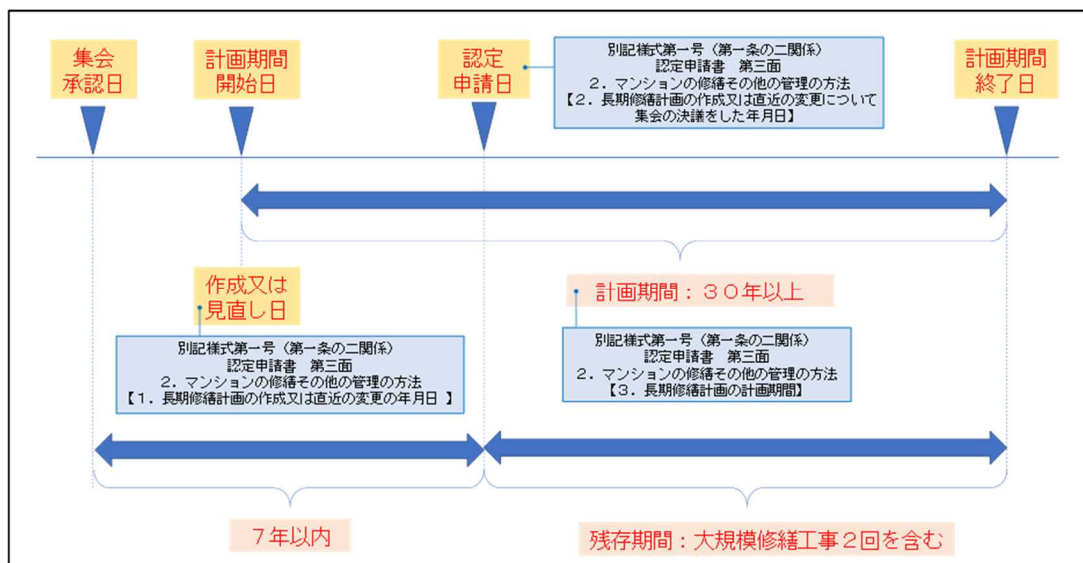 集会
承認日
計画期間
開始日
認定
申請日
別記様式第一号（第一条の二関係）
認定申請書　第三面
２．マンションの修繕その他の管理の方法
【２．長期修繕計画の作成又は直近の変更について
集会の決議をした年月日】
計画期間
終了日
作成又は
見直し日
別記様式第一号（第一条の二関係）
認定申請書　第三面
２．マンションの修繕その他の管理の方法
【１．長期修繕計画の作成又は直近の変更の年月日 】
計画期間：３０年以上
別記様式第一号（第一条の二関係）
認定申請書　第三面
２．マンションの修繕その他の管理の方法
【３．長期修繕計画の計画期間】
７年以内
残存期間：大規模修繕工事２回を含む